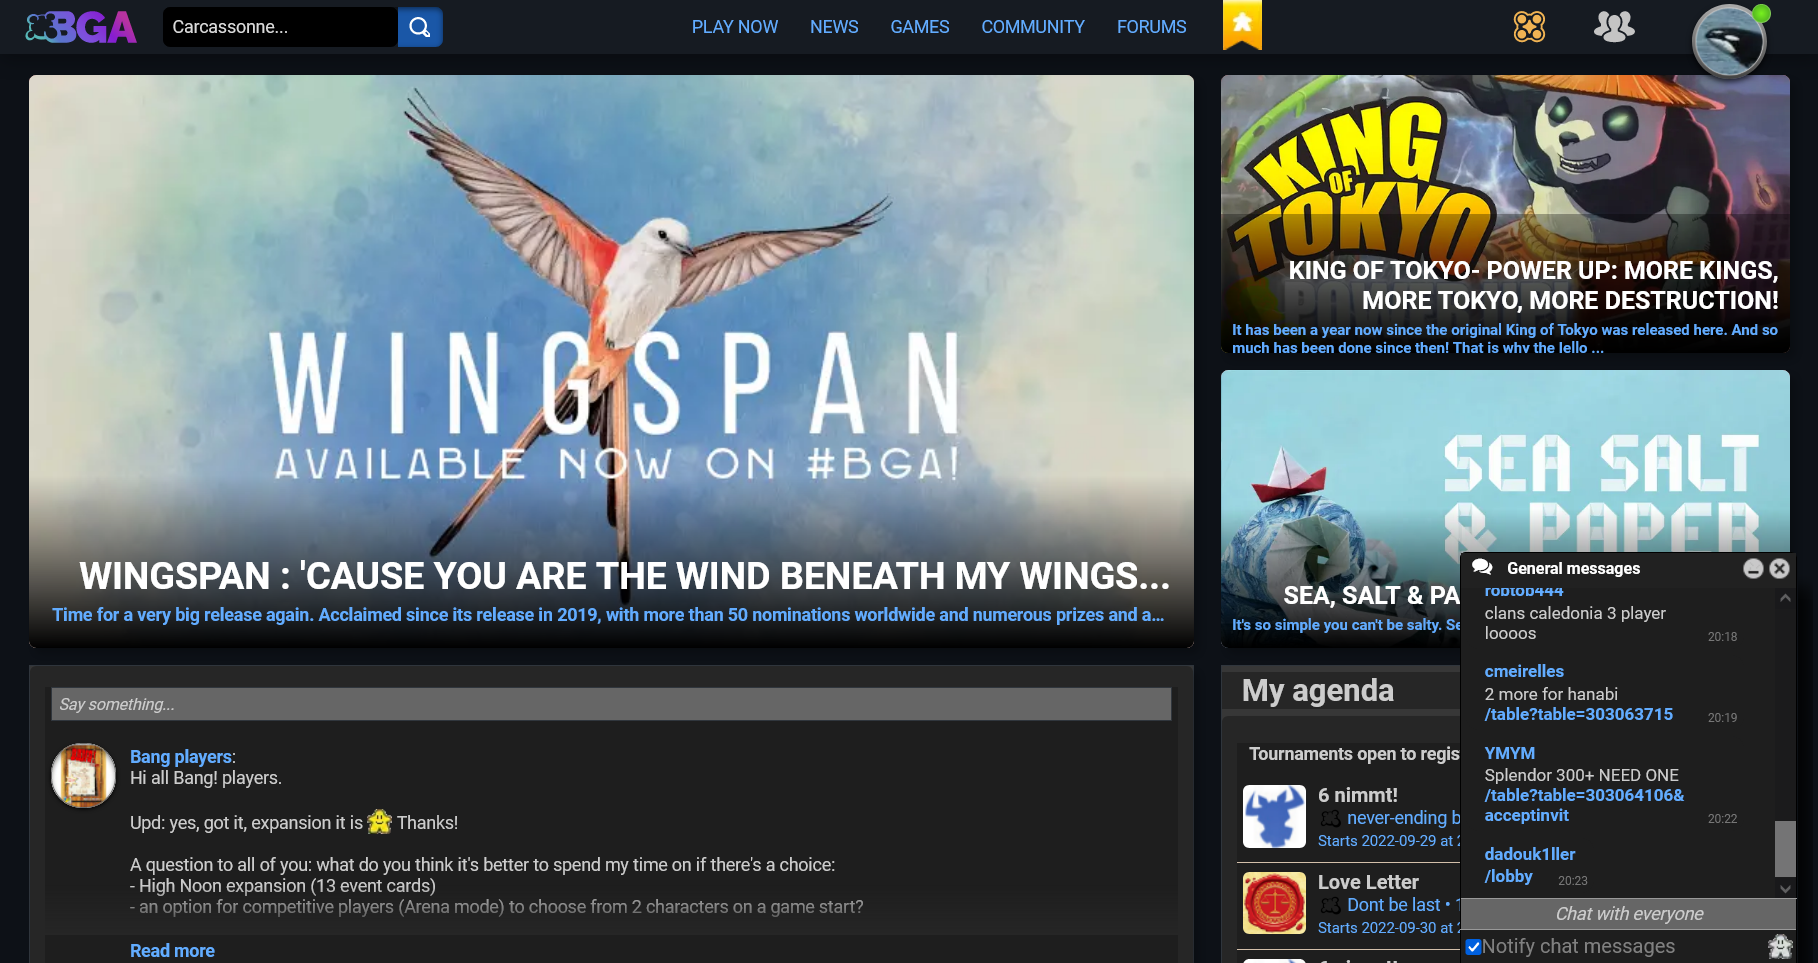 BGA
Carcassonne...
PLAY NOW
NEWS
GAMES
COMMUNITY
FORUMS
WINGSPAN
AVAILABLE NOW ON #BGA!
WINGSPAN : 'CAUSE YOU ARE THE WIND BENEATH MY WINGS...
Time for a very big release again. Acclaimed since its release in 2019, with more than 50 nominations worldwide and numerous prizes and a...
KING
OF
TOKYO
POWER UP!
KING OF TOKYO- POWER UP: MORE KINGS,
MORE TOKYO, MORE DESTRUCTION!
It has been a year now since the original King of Tokyo was released here. And so
much has been done since then! That is why the Iello ...
SEA SALT
& PAPER
SEA, SALT & PA
It's so simple you can't be salty. Se
Say something...
Bang players:
Hi all Bang! players.
Upd: yes, got it, expansion it is Thanks!
A question to all of you: what do you think it's better to spend my time on if there's a choice:
- High Noon expansion (13 event cards)
- an option for competitive players (Arena mode) to choose from 2 characters on a game start?
Read more
My agenda
Tournaments open to regis
6 nimmt!
never-ending b
Starts 2022-09-29 at 2
Love Letter
Dont be last • 1
Starts 2022-09-30 at 2
6 nimmt!
General messages
robtob444
clans caledonia 3 player
loooos
20:18
cmeirelles
2 more for hanabi
/table?table=303063715
20:19
YMYM
Splendor 300+ NEED ONE
/table?table=303064106&
acceptinvit
20:22
dadouk1ller
/lobby
20:23
Chat with everyone
Notify chat messages